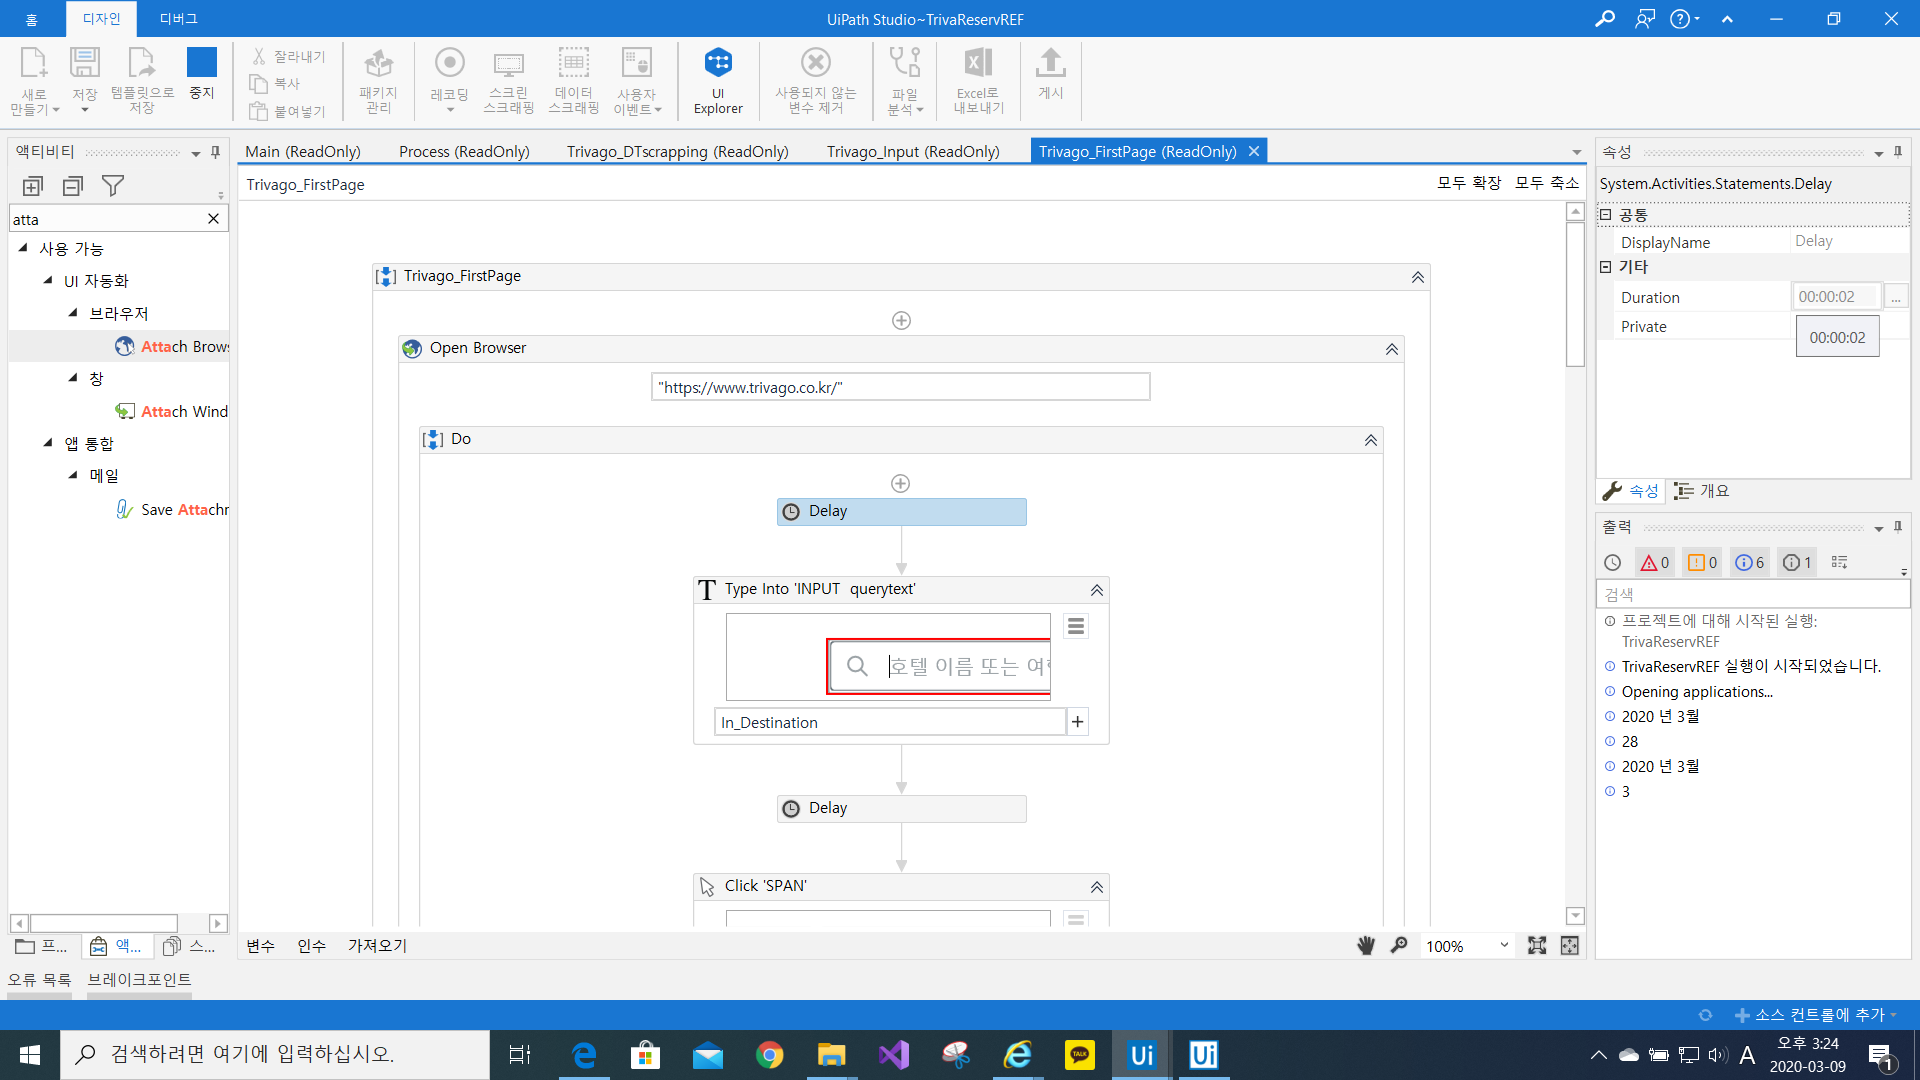 홈 디자인 디버그 UiPath Studio~TrivaReservREF
새로
만들기
저장
템플릿으로
저장
중지
잘라내기
복사
붙여넣기
패키지
관리
레코딩
스크린
스크래핑
데이터
스크래핑
사용자
이벤트
UI
Explorer
사용되지 않는
변수 제거
파일
분석
Excel로
내보내기
게시
액티비티
atta
사용 가능
UI 자동화
브라우저
Attach Brows
창
Attach Wind
앱 통합
메일
Save Attachr
프...
액...
스...
Main (ReadOnly) Process (ReadOnly) Trivago_DTscrapping (ReadOnly) Trivago_Input (ReadOnly) Trivago_FirstPage (ReadOnly)
Trivago_FirstPage 모두 확장 모두 축소
Trivago_FirstPage
Open Browser
"https://www.trivago.co.kr/"
Do
Delay
Type Into 'INPUT querytext'
호텔 이름 또는 여
In_Destination
Delay
Click 'SPAN'
변수 인수 가져오기 100%
속성
System.Activities.Statements.Delay
공통
DisplayName Delay
기타
Duration 00:00:02 ...
Private
00:00:02
속성 개요
출력
0 0 6 1
검색
프로젝트에 대해 시작된 실행:
TrivaReservREF
TrivaReservREF 실행이 시작되었습니다.
Opening applications...
2020 년 3월
28
2020 년 3월
3
오류 목록 브레이크포인트
소스 컨트롤에 추가
검색하려면 여기에 입력하십시오.
TALK
Ui
Ui
A
오후 3:24
2020-03-09
1